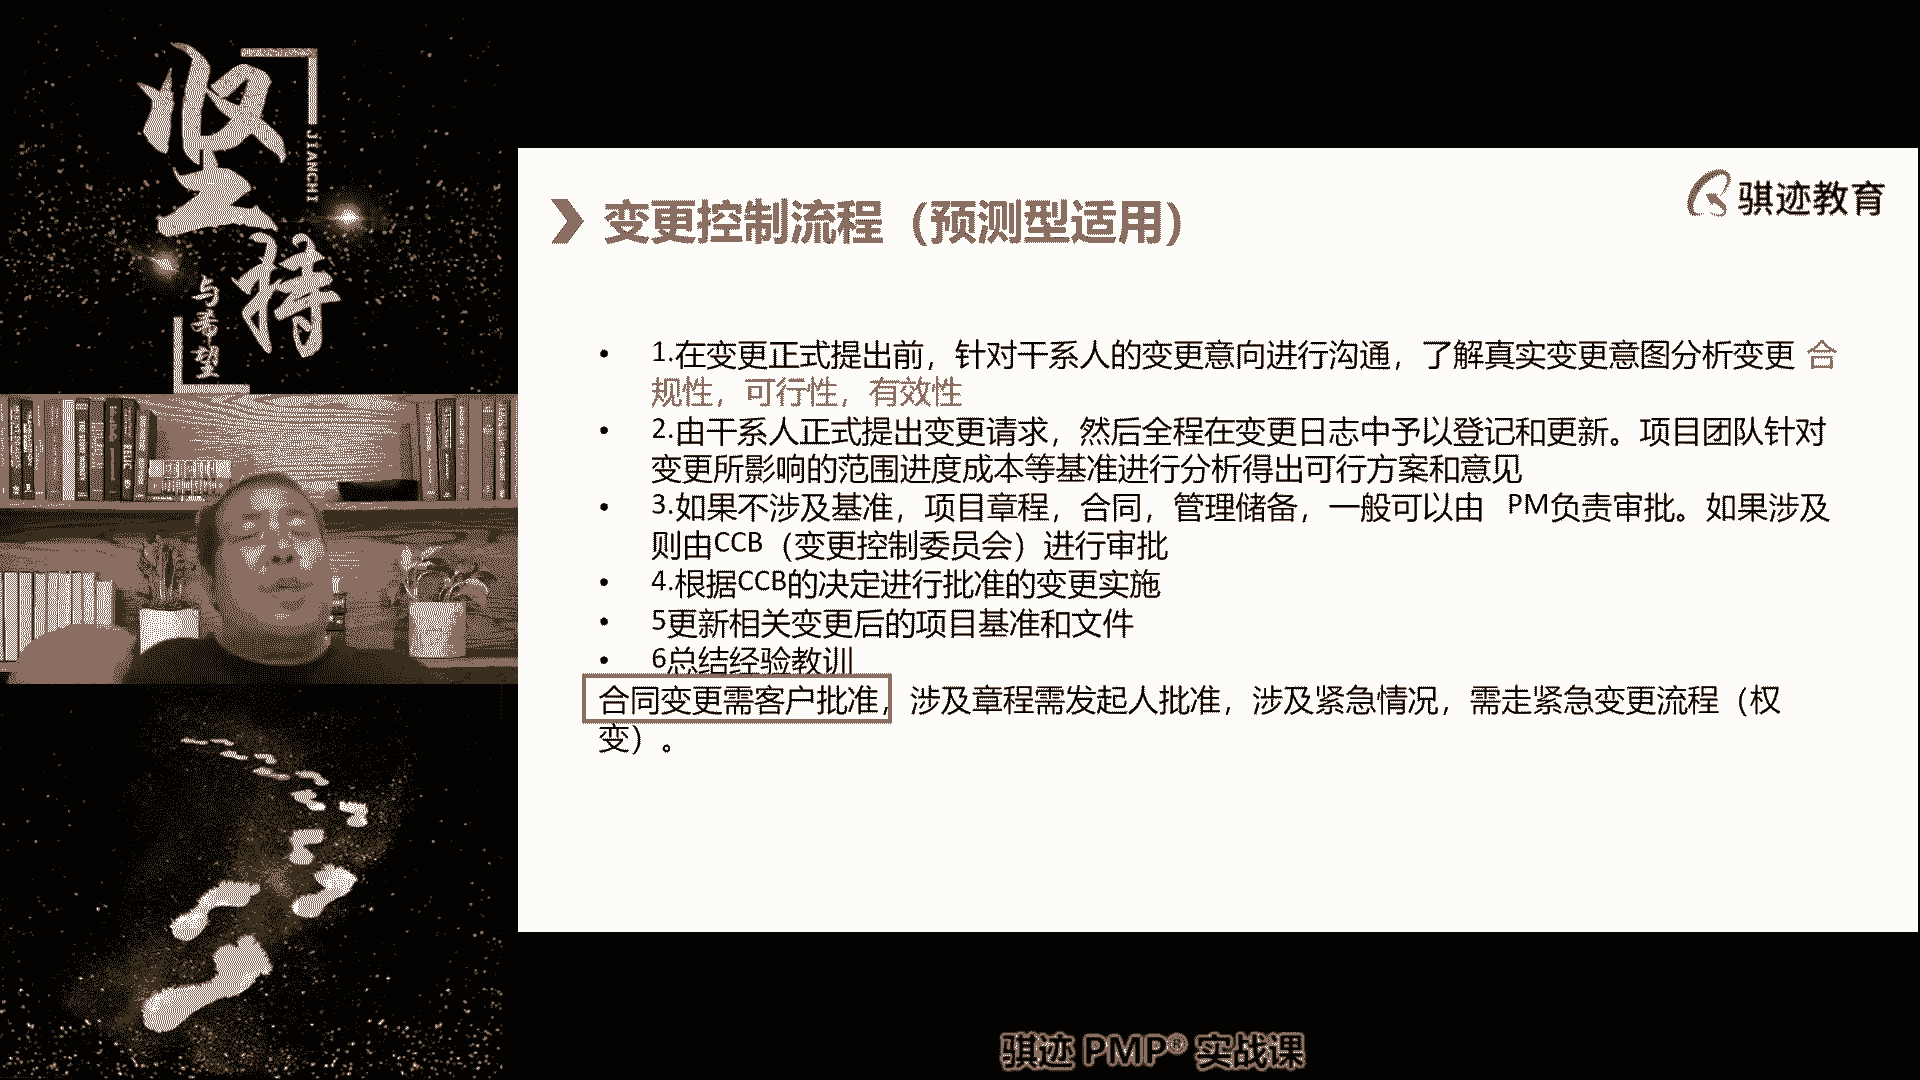 坚持
JIANCHI
与希望
骐迹教育
变更控制流程（预测型适用）
• 1.在变更正式提出前，针对干系人的变更意向进行沟通，了解真实变更意图分析变更 合
规性，可行性，有效性
• 2.由干系人正式提出变更请求，然后全程在变更日志中予以登记和更新。项目团队针对
变更所影响的范围进度成本等基准进行分析得出可行方案和意见
• 3.如果不涉及基准，项目章程，合同，管理储备，一般可以由 PM负责审批。如果涉及
则由CCB（变更控制委员会）进行审批
• 4.根据CCB的决定进行批准的变更实施
• 5更新相关变更后的项目基准和文件
• 6总结经验教训
合同变更需客户批准，涉及章程需发起人批准，涉及紧急情况，需走紧急变更流程（权
变）。
骐迹 PMP® 实战课